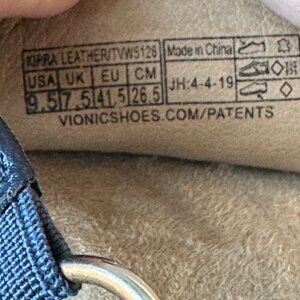 KIPRA LEATHER/TVW5126 Made in China
USA UK EU CM
9.5 7.5 41.5 26.5 JH:4-4-19
VIONICSHOES.COM/PATENTS